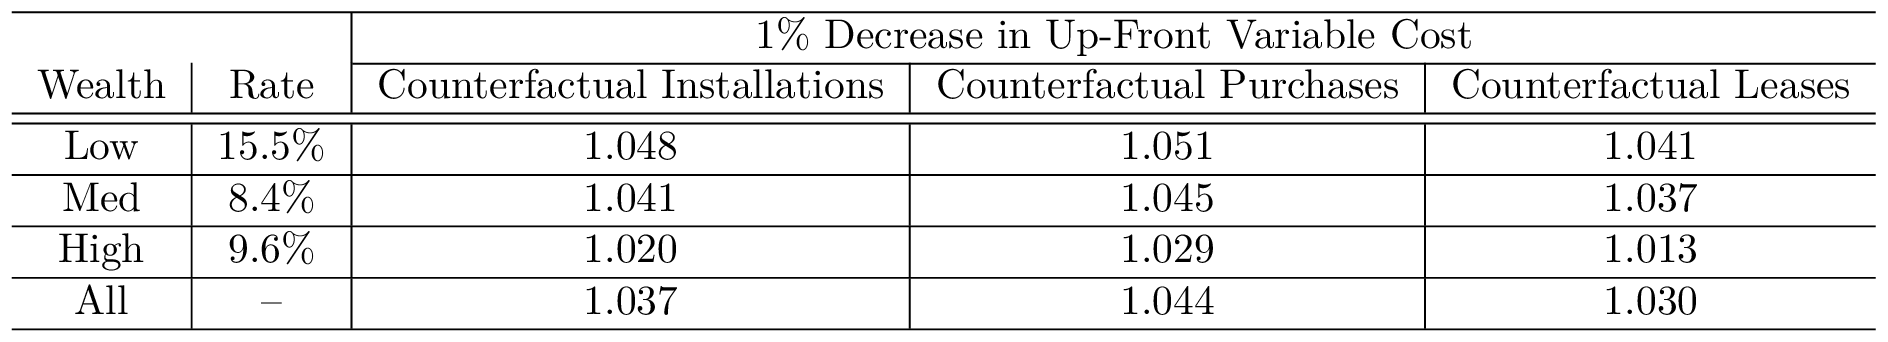 1% Decrease in Up-Front Variable Cost
Wealth Rate Counterfactual Installations Counterfactual Purchases Counterfactual Leases
Low 15.5% 1.048 1.051 1.041
Med 8.4% 1.041 1.045 1.037
High 9.6% 1.020 1.029 1.013
All – 1.037 1.044 1.030